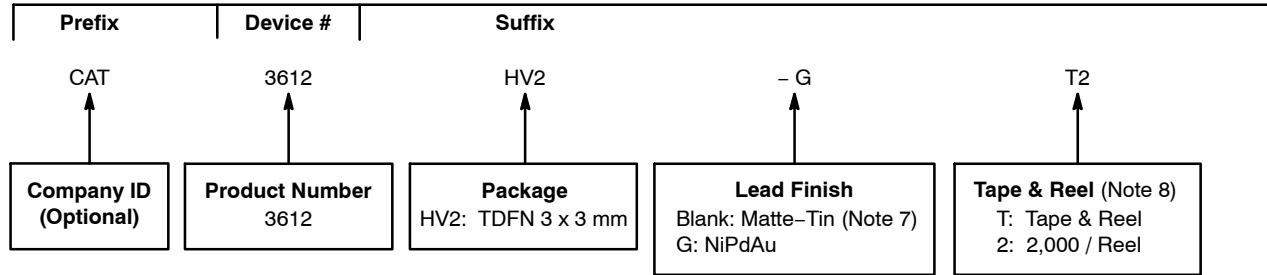 Prefix Device # Suffix
CAT 3612 HV2 – G T2
Company ID
(Optional)
Product Number
3612
Package
HV2: TDFN 3 x 3 mm
Lead Finish
Blank: Matte–Tin (Note 7)
G: NiPdAu
Tape & Reel (Note 8)
T: Tape & Reel
2: 2,000 / Reel